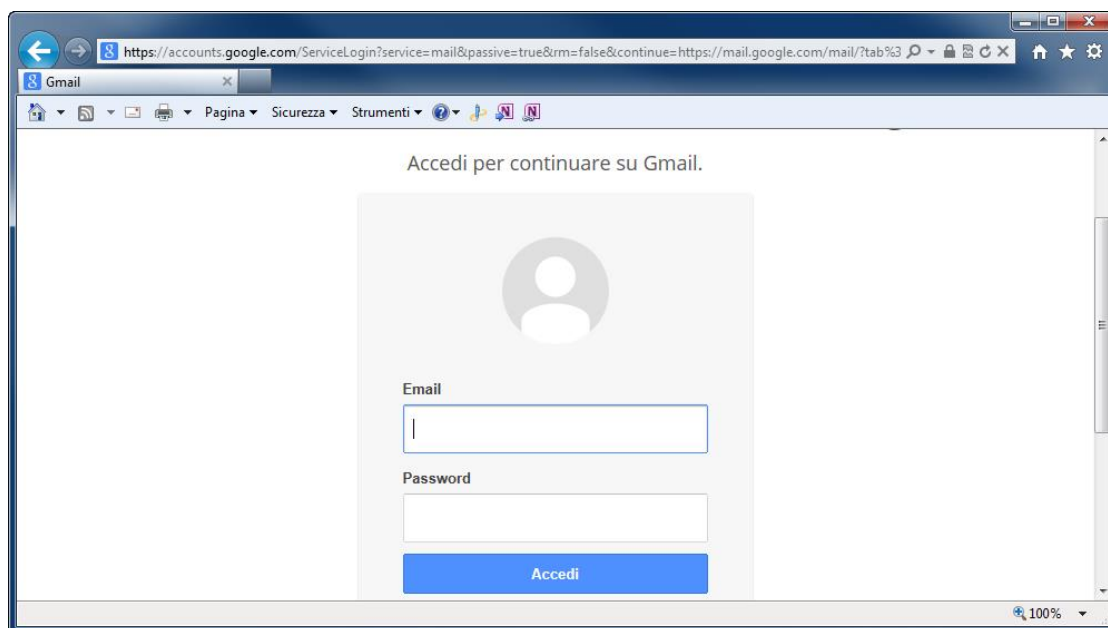 https://accounts.google.com/ServiceLogin?service=mail&passive=true&rm=false&continue=https://mail.google.com/mail/?tab%3
Gmail
Pagina Sicurezza Strumenti
Accedi per continuare su Gmail.
Email
Password
Accedi
100%